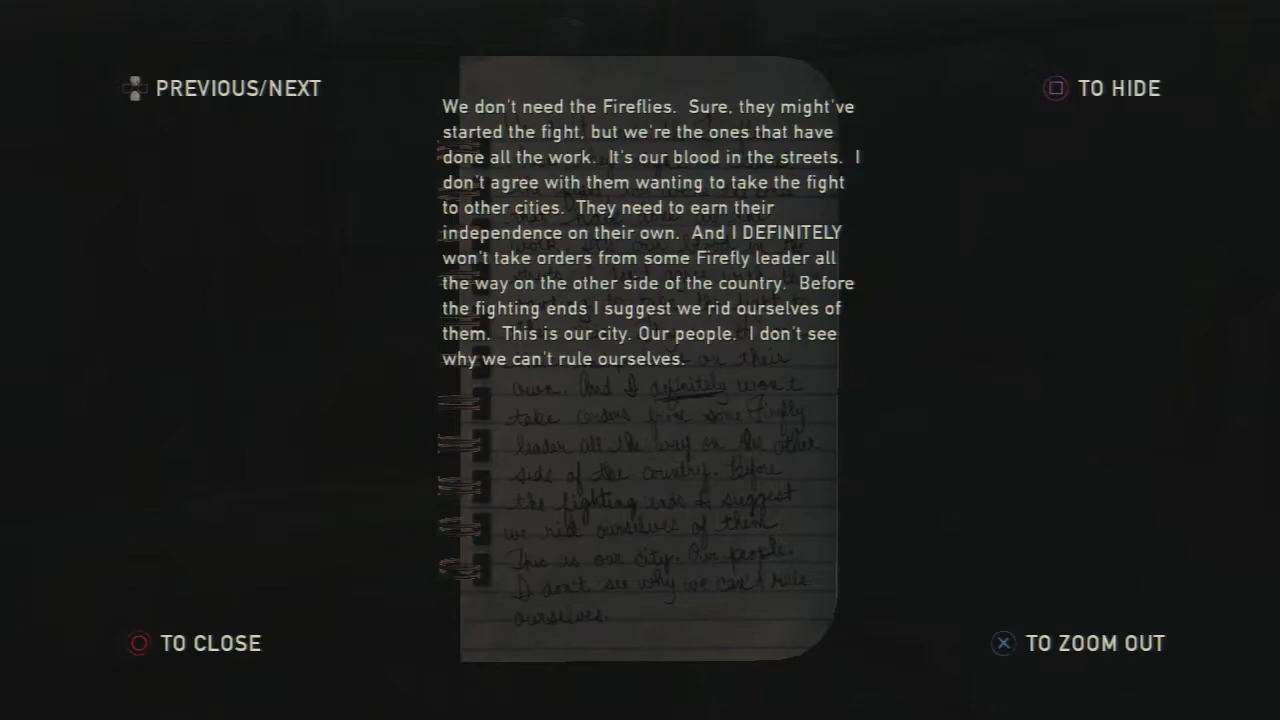 PREVIOUS/NEXT
TO HIDE
We don't need the Fireflies.  Sure, they might've
started the fight, but we're the ones that have
done all the work.  It's our blood in the streets.  I
don't agree with them wanting to take the fight
to other cities.  They need to earn their
independence on their own.  And I DEFINITELY
won't take orders from some Firefly leader all
the way on the other side of the country.  Before
the fighting ends I suggest we rid ourselves of
them.  This is our city. Our people.  I don't see
why we can't rule ourselves.
on their
own. And I definitely won't
take orders from some Firefly
leader all the way on the other
side of the country. Before
the fighting ends I suggest
we rid ourselves of them.
This is our city. Our people.
I don't see why we can't rule
ourselves.
TO CLOSE
TO ZOOM OUT